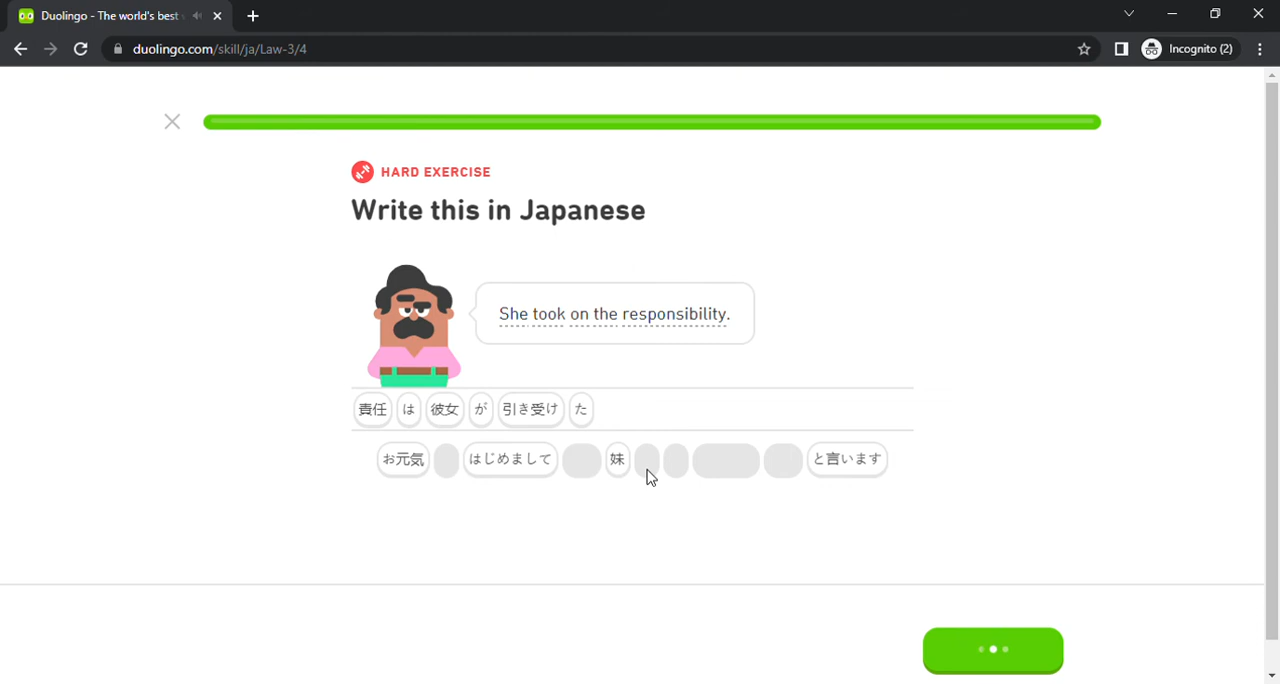 Duolingo - The world's best
duolingo.com/skill/ja/Law-3/4
Incognito (2)
HARD EXERCISE
Write this in Japanese
She took on the responsibility.
責任 は 彼女 が 引き受け た
お元気 はじめまして 妹 と言います